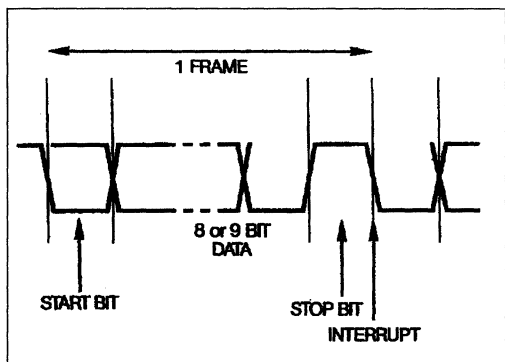 1 FRAME
8 or 9 BIT
DATA
START BIT
STOP BIT
INTERRUPT